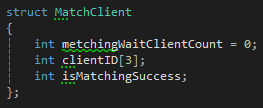 struct MatchClient
{
    int metchingWaitClientCount = 0;
    int clientID[3];
    int isMatchingSuccess;
};